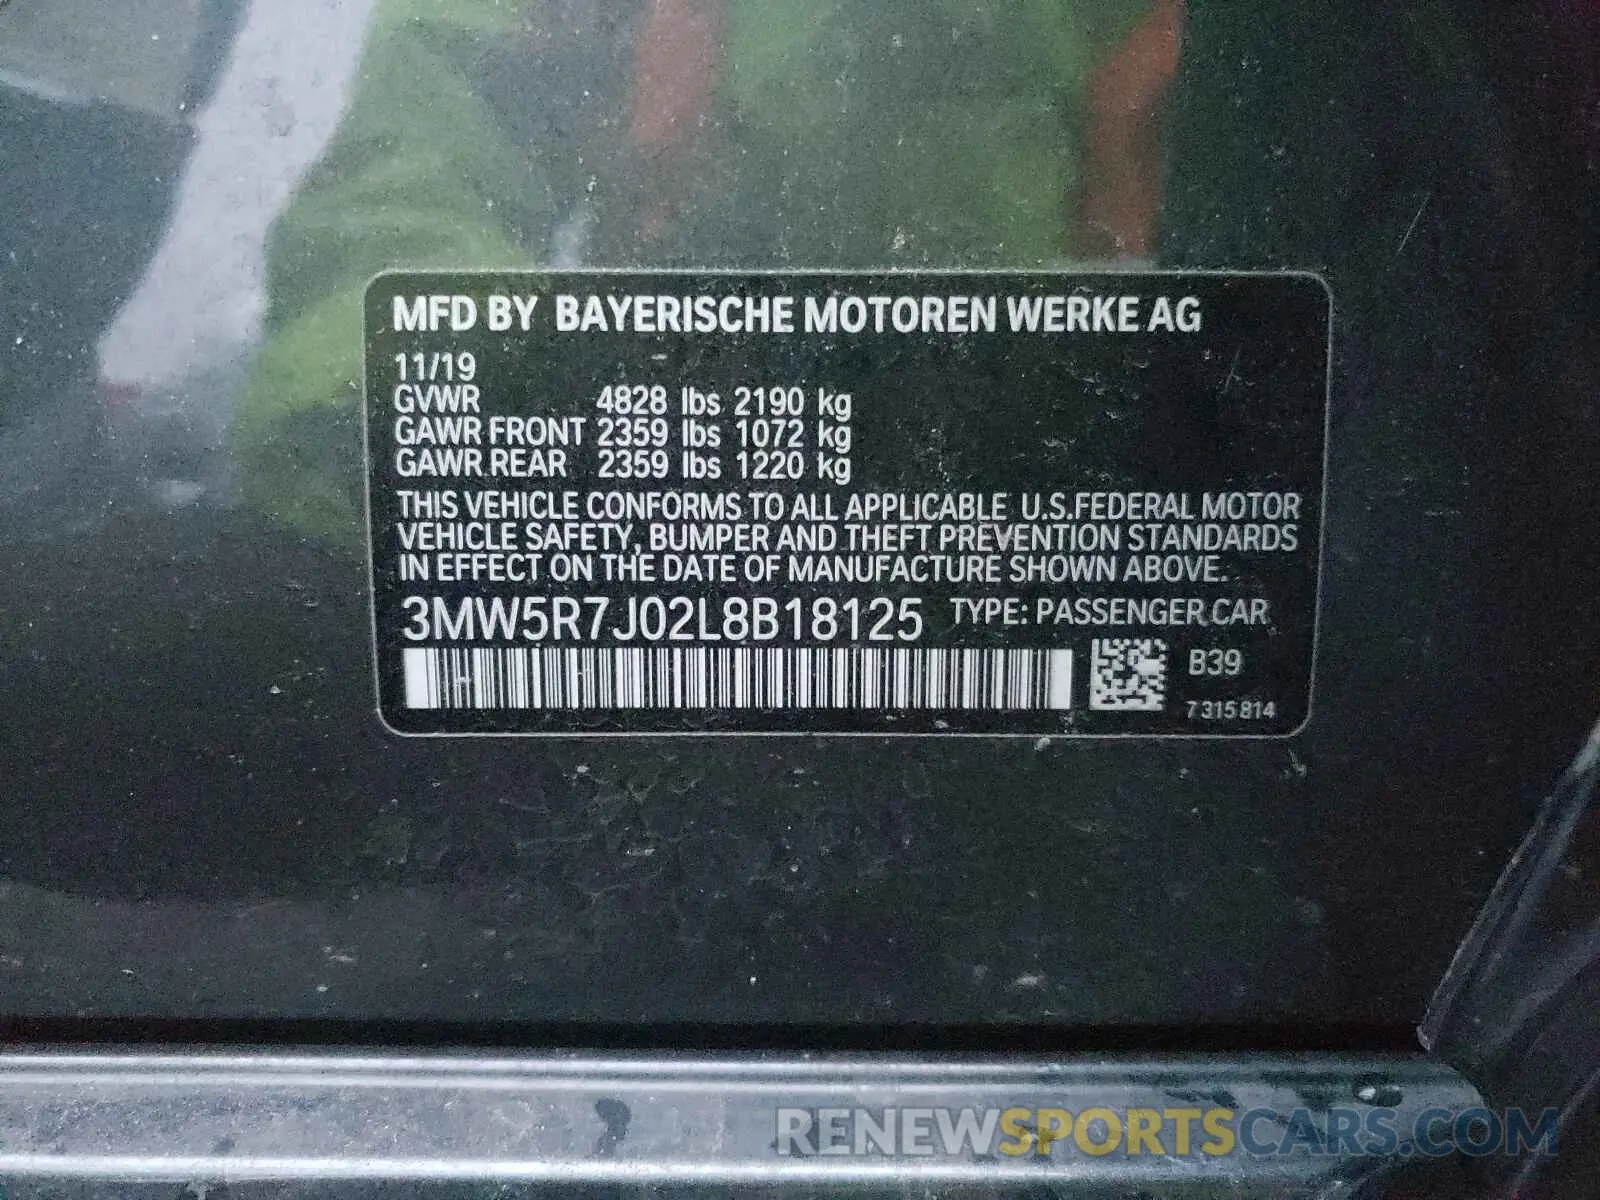 MFD BY BAYERISCHE MOTOREN WERKE AG
11/19
GVWR 4828 lbs 2190 kg
GAWR FRONT 2359 lbs 1072 kg
GAWR REAR 2359 lbs 1220 kg
THIS VEHICLE CONFORMS TO ALL APPLICABLE U.S.FEDERAL MOTOR
VEHICLE SAFETY, BUMPER AND THEFT PREVENTION STANDARDS
IN EFFECT ON THE DATE OF MANUFACTURE SHOWN ABOVE.
3MW5R7J02L8B18125 TYPE: PASSENGER CAR
B39
7 315 814
RENEWSPORTSCARS.COM